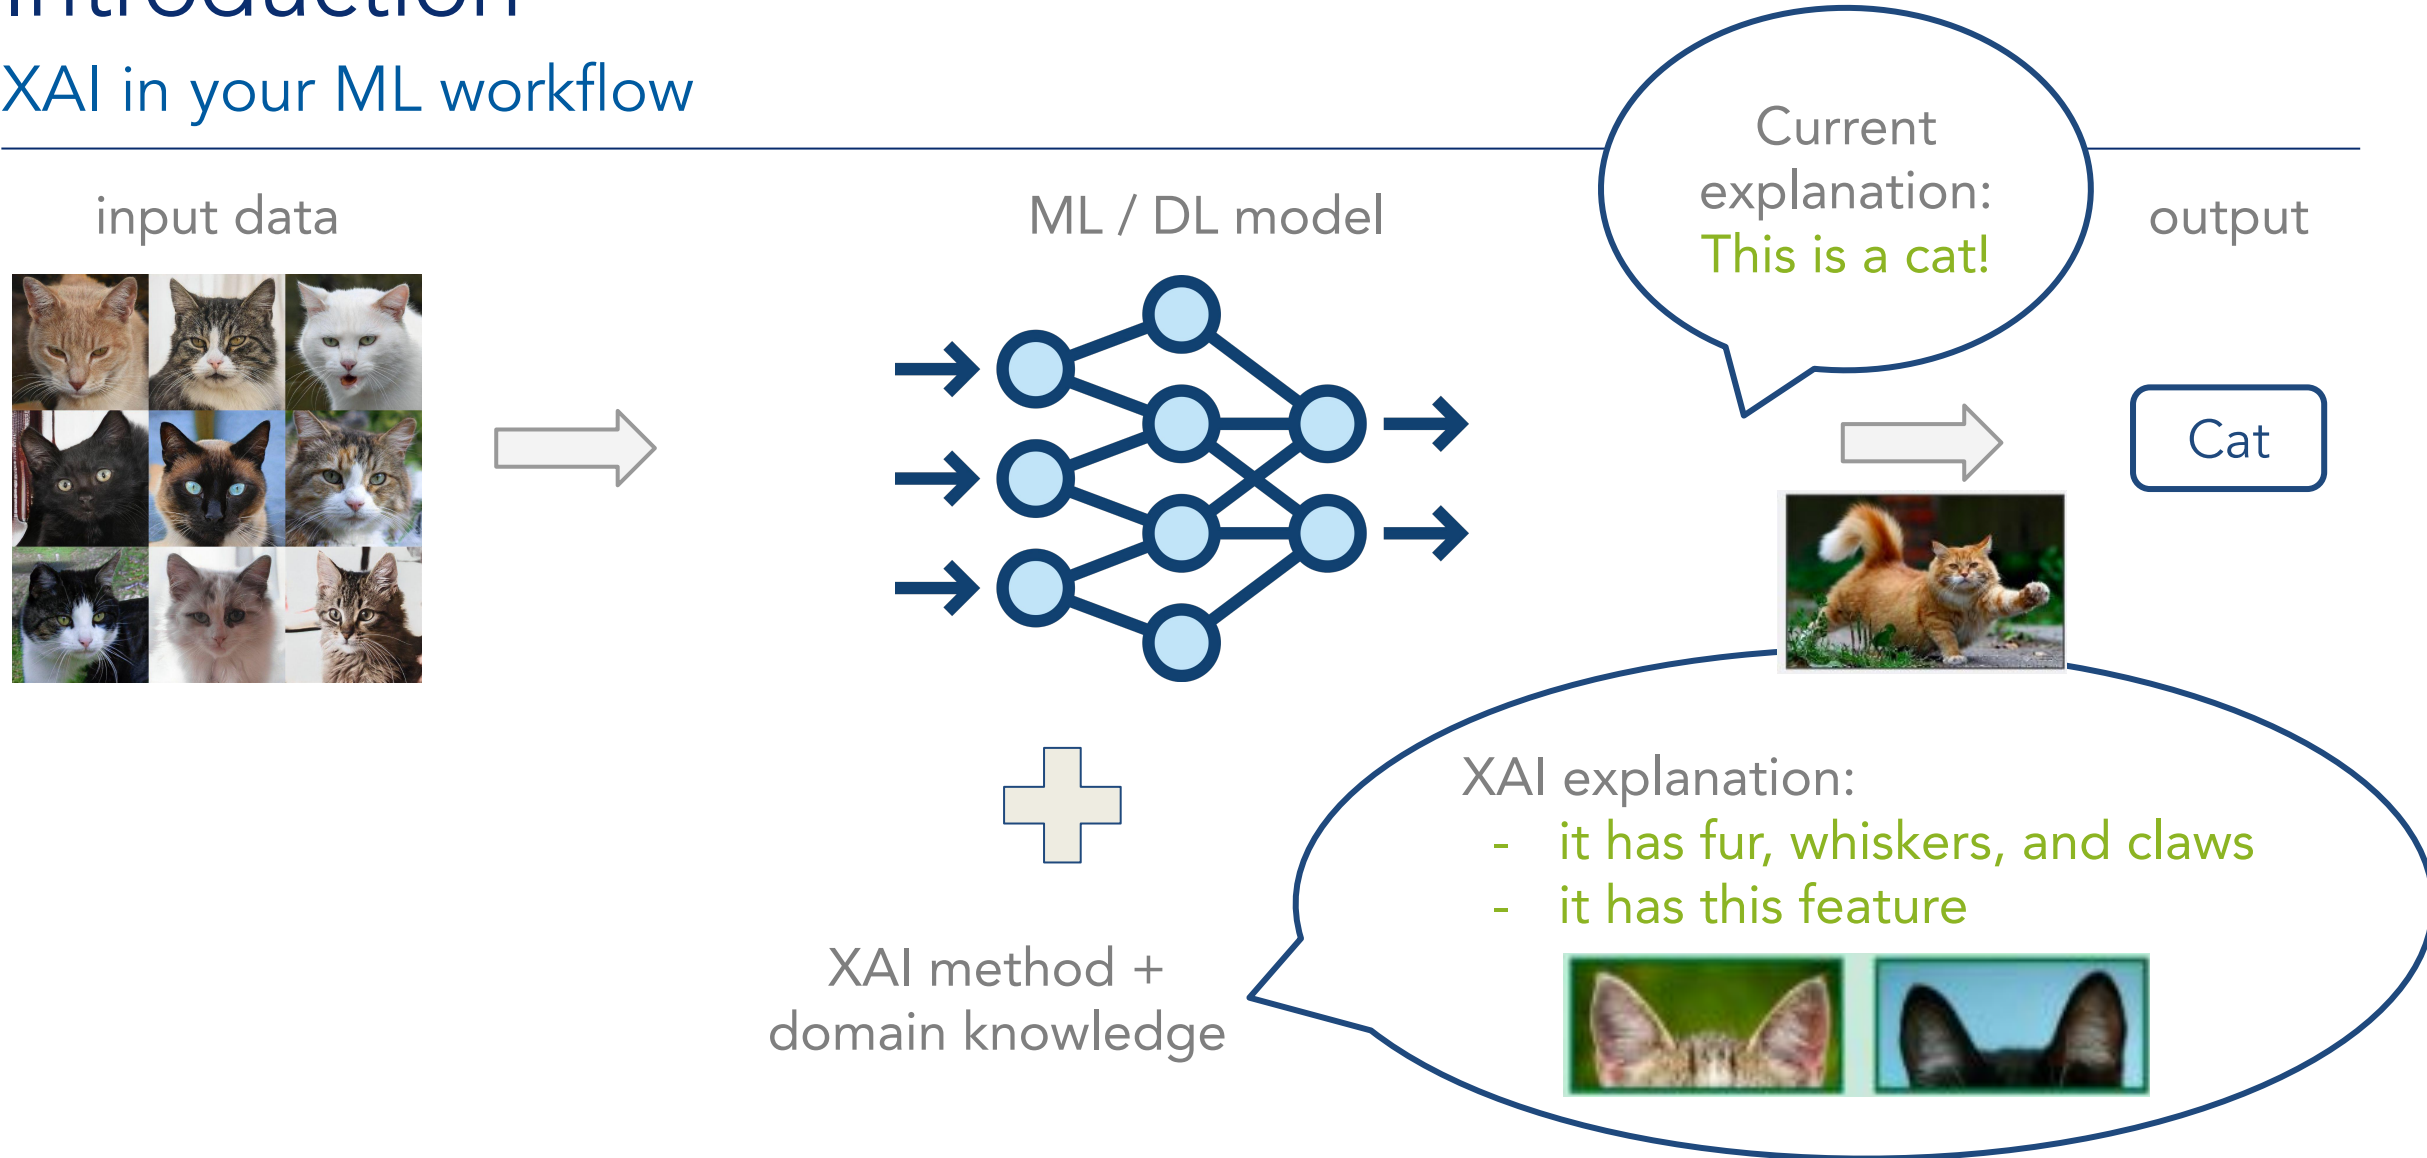 Introduction
XAI in your ML workflow
input data
ML / DL model
Current
explanation:
This is a cat!
output
Cat
XAI explanation:
- it has fur, whiskers, and claws
- it has this feature
XAI method +
domain knowledge